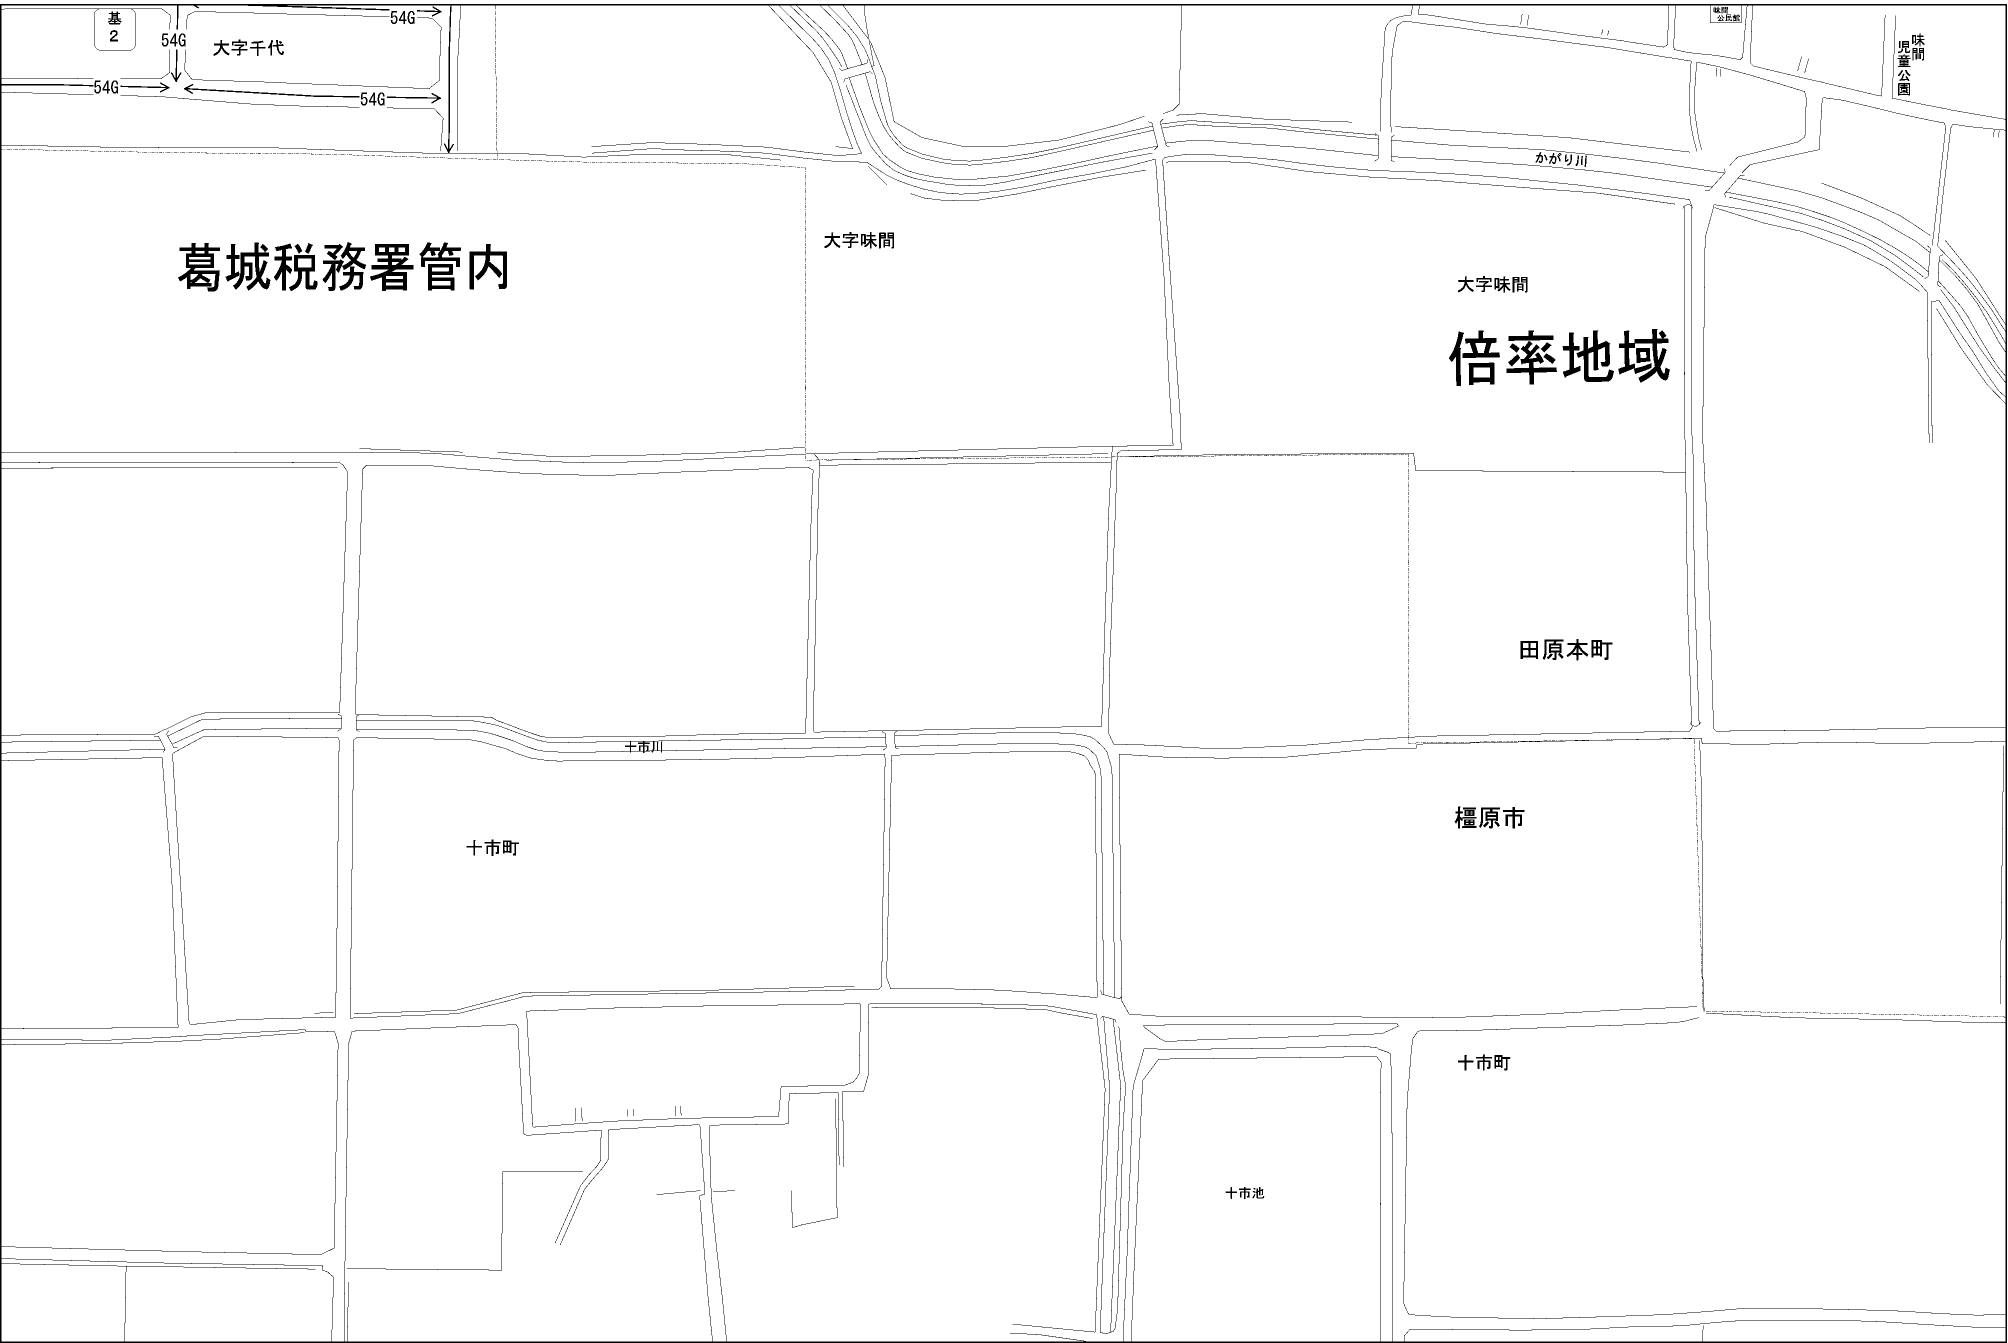 基
2
54G
54G
大字千代
54G
54G
味間
公民館
味間
児童公園
かがり川
葛城税務署管内
大字味間
大字味間
倍率地域
田原本町
十市川
橿原市
十市町
十市町
十市池